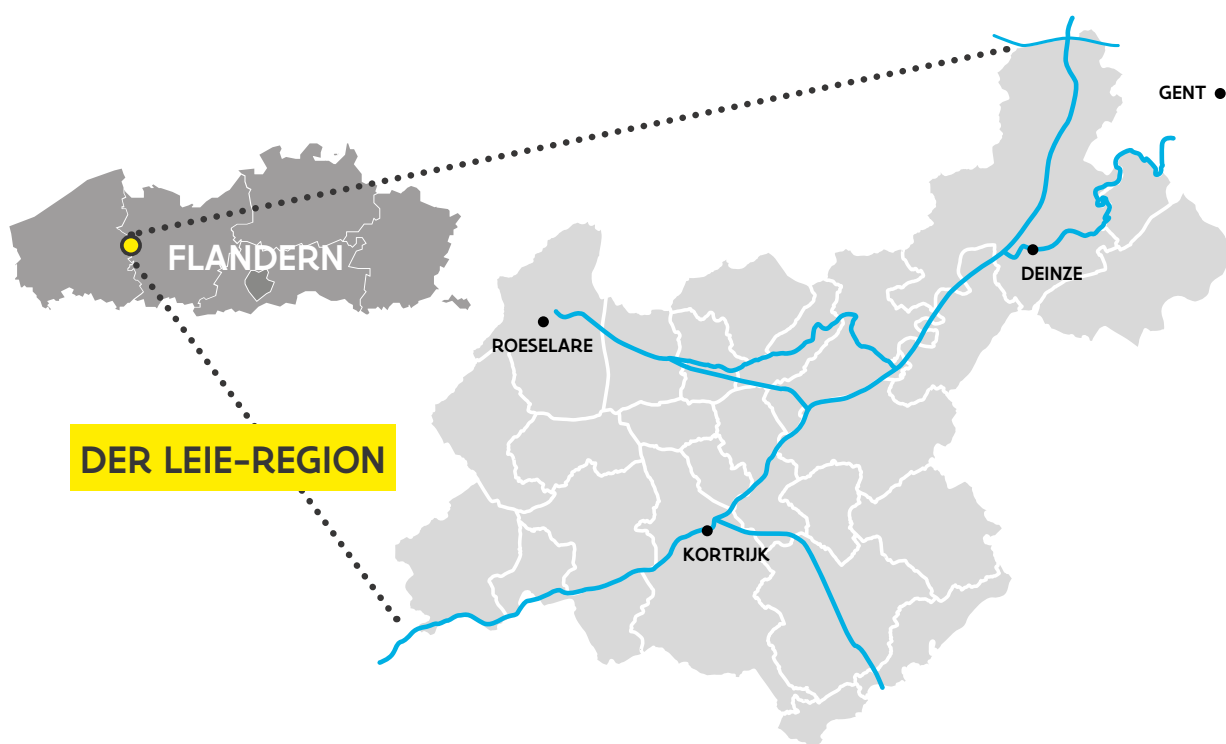 GENT
FLANDERN
DEINZE
ROESELARE
DER LEIE-REGION
KORTRIJK